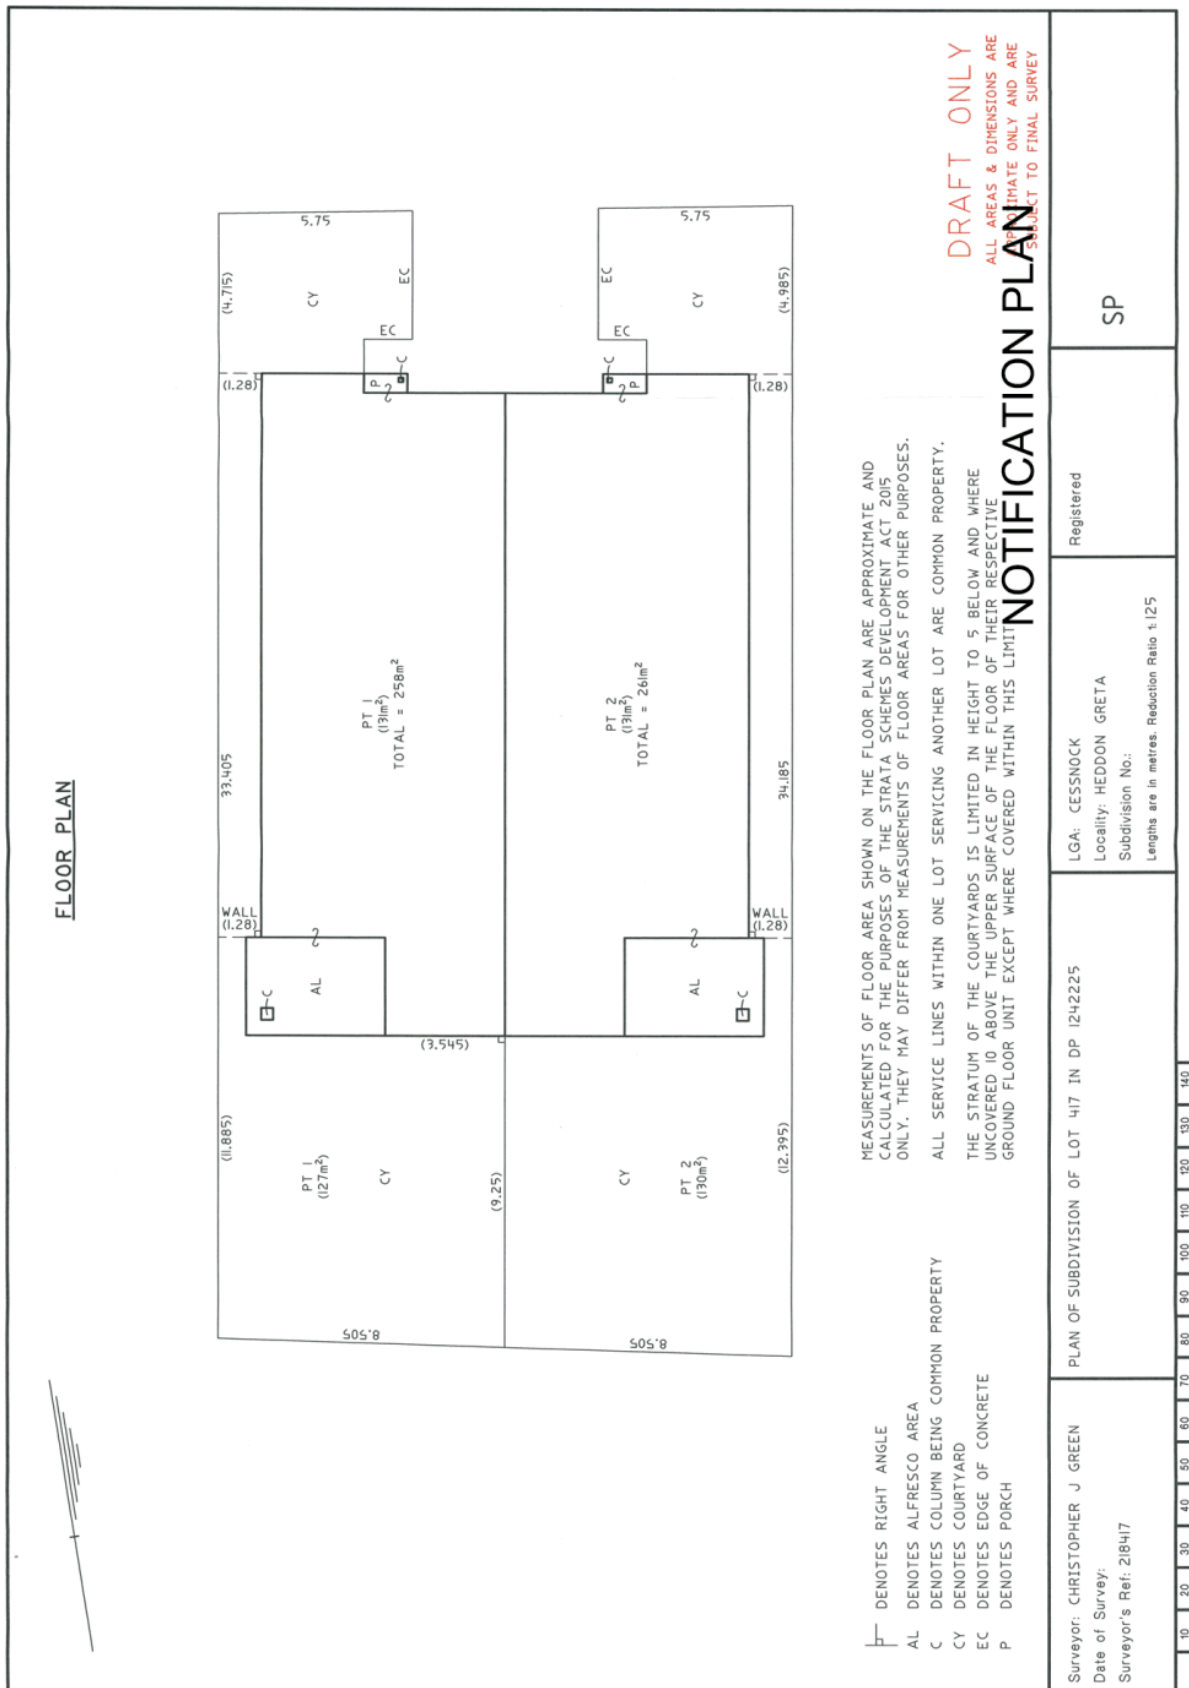 FLOOR PLAN
(4.715)
5.75
CY
EC
EC
(1.28)
P
C
33.405
PT 1
(131m²)
TOTAL = 258m²
WALL
(1.28)
AL
C
(3.545)
(11.885)
PT 1
(127m²)
CY
(9.25)
8.505
5.75
EC
CY
(4.985)
EC
C
P
(1.28)
PT 2
(131m²)
TOTAL = 261m²
34.185
WALL
(1.28)
AL
C
CY
PT 2
(130m²)
(12.395)
8.505
DENOTES RIGHT ANGLE
AL DENOTES ALFRESCO AREA
C DENOTES COLUMN BEING COMMON PROPERTY
CY DENOTES COURTYARD
EC DENOTES EDGE OF CONCRETE
P DENOTES PORCH
MEASUREMENTS OF FLOOR AREA SHOWN ON THE FLOOR PLAN ARE APPROXIMATE AND
CALCULATED FOR THE PURPOSES OF THE STRATA SCHEMES DEVELOPMENT ACT 2015
ONLY. THEY MAY DIFFER FROM MEASUREMENTS OF FLOOR AREAS FOR OTHER PURPOSES.
ALL SERVICE LINES WITHIN ONE LOT SERVICING ANOTHER LOT ARE COMMON PROPERTY.
THE STRATUM OF THE COURTYARDS IS LIMITED IN HEIGHT TO 5 BELOW AND WHERE
UNCOVERED 10 ABOVE THE UPPER SURFACE OF THE FLOOR OF THEIR RESPECTIVE
GROUND FLOOR UNIT EXCEPT WHERE COVERED WITHIN THIS LIMIT
DRAFT ONLY
ALL AREAS & DIMENSIONS ARE
APPROXIMATE ONLY AND ARE
SUBJECT TO FINAL SURVEY
NOTIFICATION PLAN
Surveyor: CHRISTOPHER J GREEN
Date of Survey:
Surveyor's Ref: 218417
PLAN OF SUBDIVISION OF LOT 417 IN DP 1242225
LGA: CESSNOCK
Locality: HEDDON GRETA
Subdivision No.:
Lengths are in metres. Reduction Ratio 1:125
Registered
SP
10 20 30 40 50 60 70 80 90 100 110 120 130 140